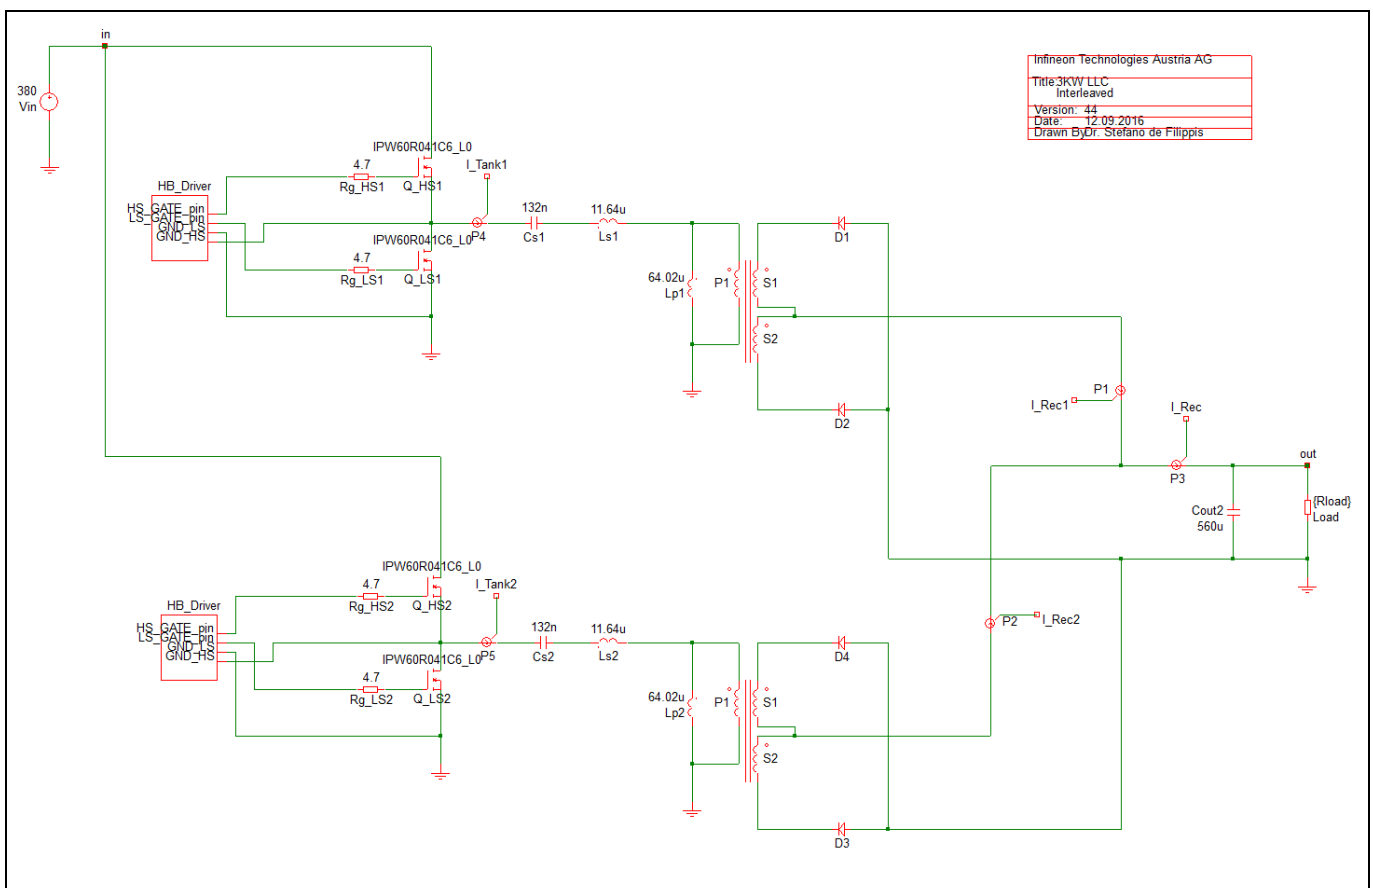 in
Infineon Technologies Austria AG
Title:3KW LLC
Interleaved
Version: 44
Date: 12.09.2016
Drawn By:Dr. Stefano de Filippis
380
Vin
IPW60R041C6_L0
4.7
Rg_HS1
Q_HS1
I_Tank1
HB_Driver
HS_GATE_pin
LS_GATE_pin
GND_LS
GND_HS
P4
132n
Cs1
11.64u
Ls1
D1
IPW60R041C6_L0
4.7
Rg_LS1
Q_LS1
64.02u
Lp1
P1
S1
S2
P1
I_Rec1
I_Rec
D2
P3
out
Cout2
560u
{Rload}
Load
IPW60R041C6_L0
4.7
Rg_HS2
Q_HS2
I_Tank2
HB_Driver
HS_GATE_pin
LS_GATE_pin
GND_LS
GND_HS
P5
132n
Cs2
11.64u
Ls2
D4
P2
I_Rec2
IPW60R041C6_L0
4.7
Rg_LS2
Q_LS2
64.02u
Lp2
P1
S1
S2
D3